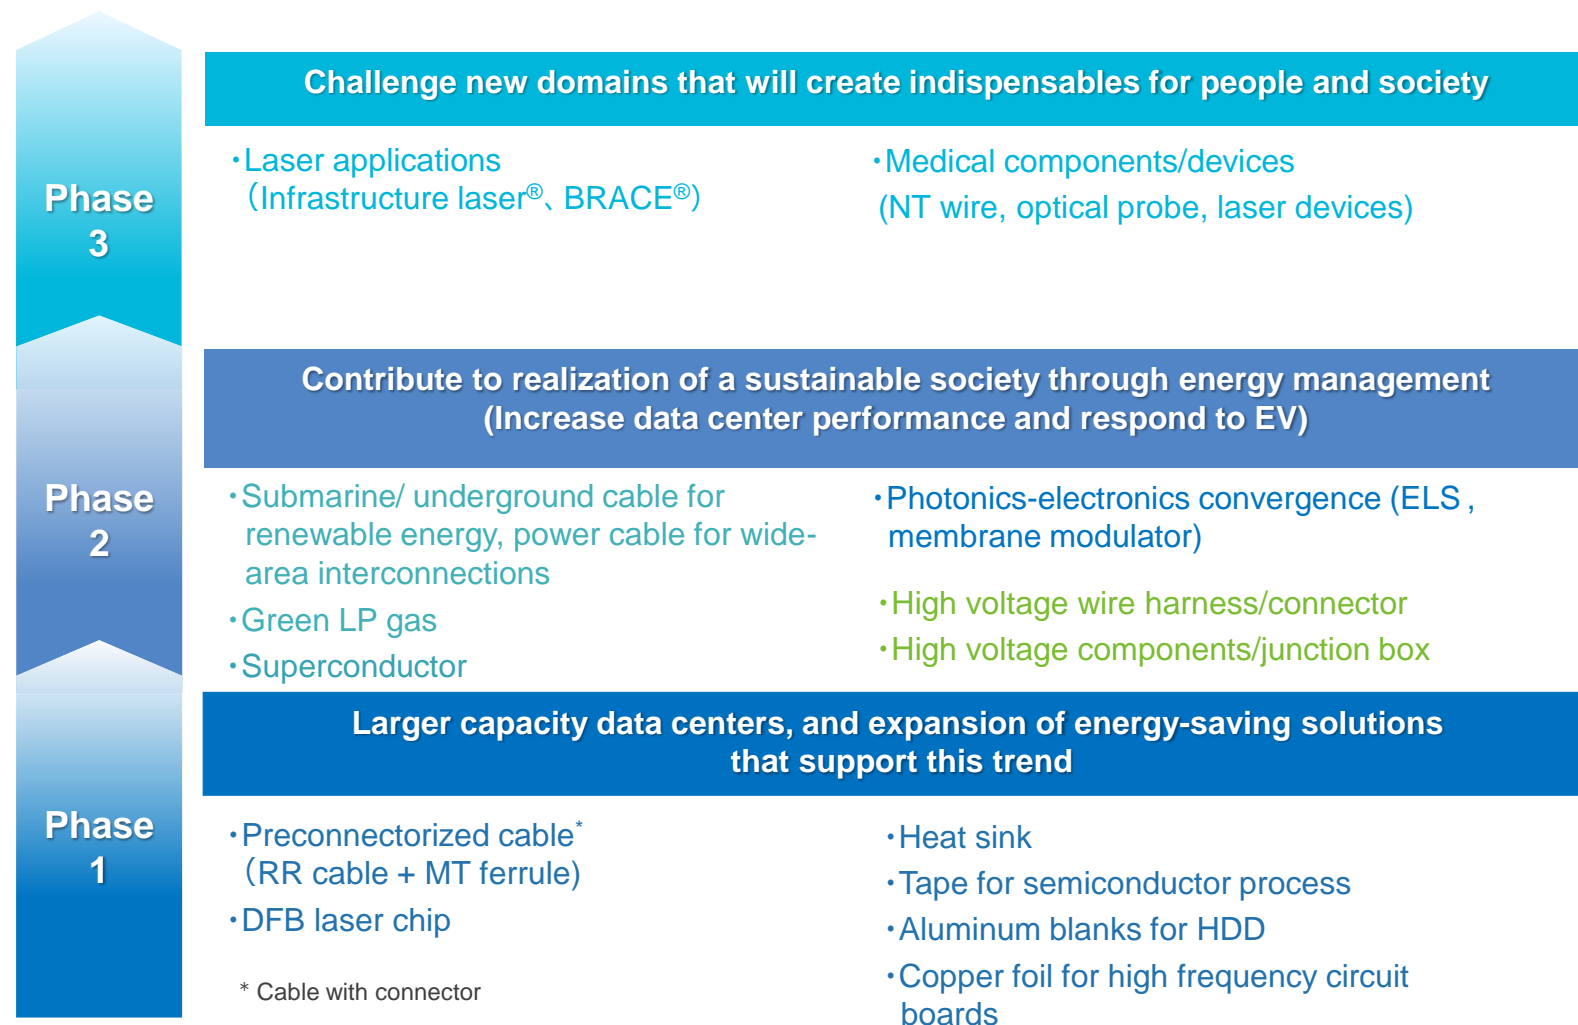 Phase
3
Challenge new domains that will create indispensables for people and society
・Laser applications
（Infrastructure laser®、BRACE®）
・Medical components/devices
(NT wire, optical probe, laser devices)
Phase
2
Contribute to realization of a sustainable society through energy management
(Increase data center performance and respond to EV)
・Submarine/ underground cable for
renewable energy, power cable for wide-
area interconnections
・Green LP gas
・Superconductor
・Photonics-electronics convergence (ELS ,
membrane modulator)
・High voltage wire harness/connector
・High voltage components/junction box
Phase
1
Larger capacity data centers, and expansion of energy-saving solutions
that support this trend
・Preconnectorized cable*
（RR cable + MT ferrule)
・DFB laser chip
* Cable with connector
・Heat sink
・Tape for semiconductor process
・Aluminum blanks for HDD
・Copper foil for high frequency circuit
boards